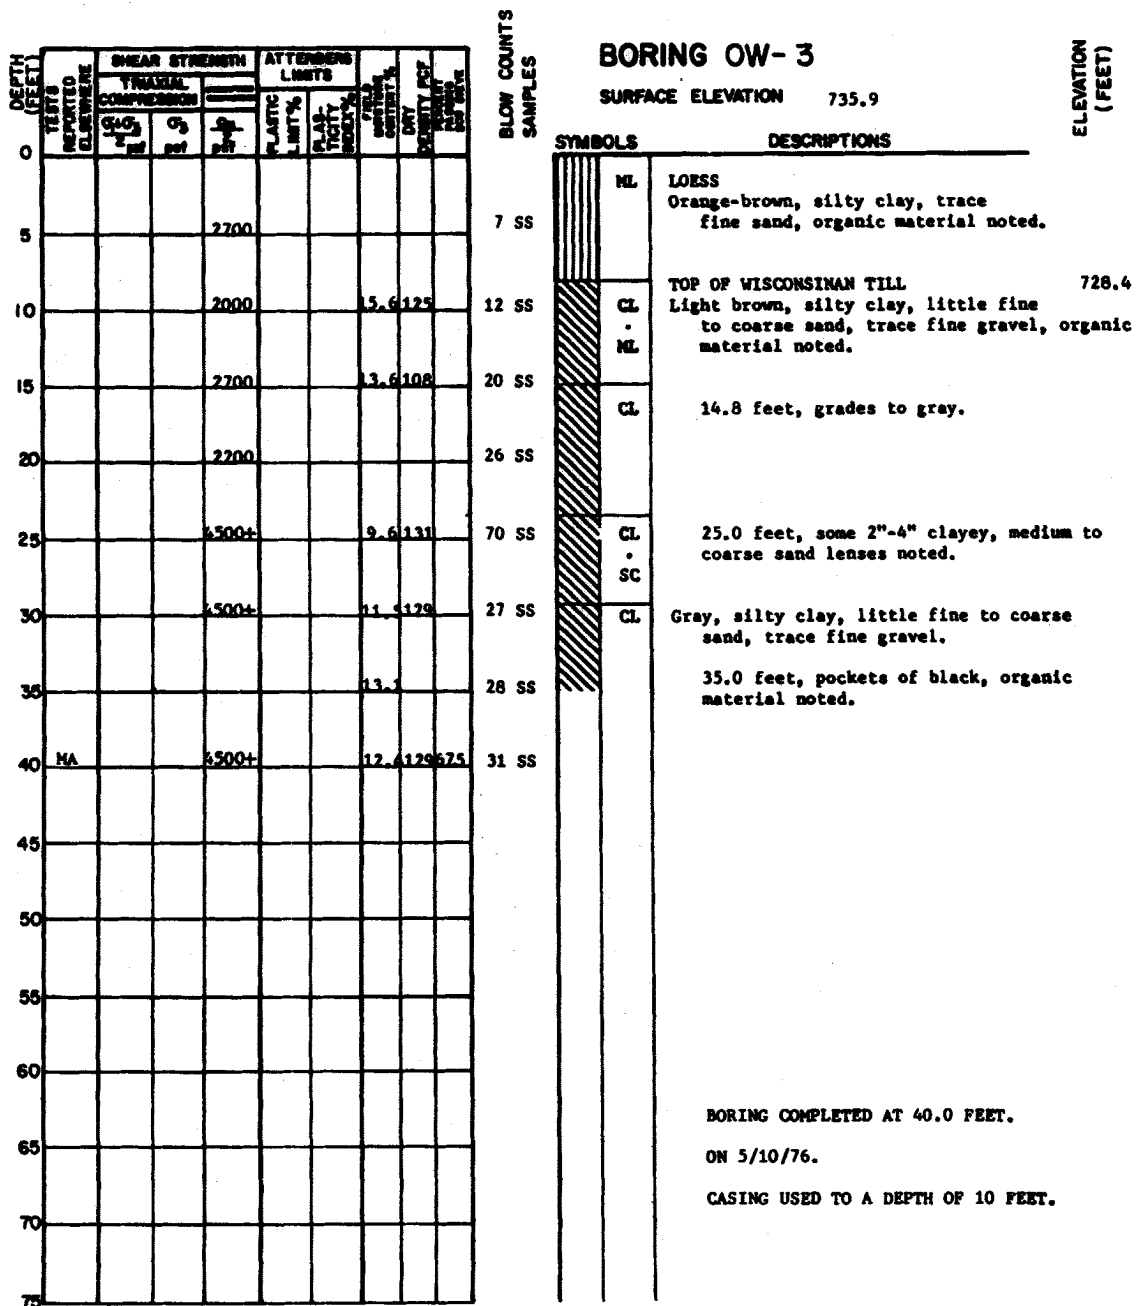 BORING OW- 3
SURFACE ELEVATION 735.9
ELEVATION (FEET)
DEPTH (FEET)
TESTS REPORTED ELSEWHERE
SHEAR STRENGTH
TRIAXIAL COMPRESSION
ATTERBERG LIMITS
PLASTIC LIMIT %
PLAS-TICITY INDEX %
FIELD MOISTURE CONTENT %
DRY DENSITY PCF
BLOW COUNTS
SAMPLES
SYMBOLS DESCRIPTIONS
0
ML LOESS
Orange-brown, silty clay, trace
fine sand, organic material noted.
5 2700 7 SS
TOP OF WISCONSINAN TILL 728.4
10 2000 15.6 125 12 SS
CL Light brown, silty clay, little fine
· to coarse sand, trace fine gravel, organic
ML material noted.
15 2700 13.6 108 20 SS
CL 14.8 feet, grades to gray.
20 2200 26 SS
25 4500+ 9.6 131 70 SS
CL 25.0 feet, some 2"-4" clayey, medium to
· coarse sand lenses noted.
SC
30 4500+ 11.5 129 27 SS
CL Gray, silty clay, little fine to coarse
sand, trace fine gravel.
35 13.1 28 SS
35.0 feet, pockets of black, organic
material noted.
40 MA 4500+ 12.4 129 675 31 SS
45
50
55
60
BORING COMPLETED AT 40.0 FEET.
65
ON 5/10/76.
CASING USED TO A DEPTH OF 10 FEET.
70
75